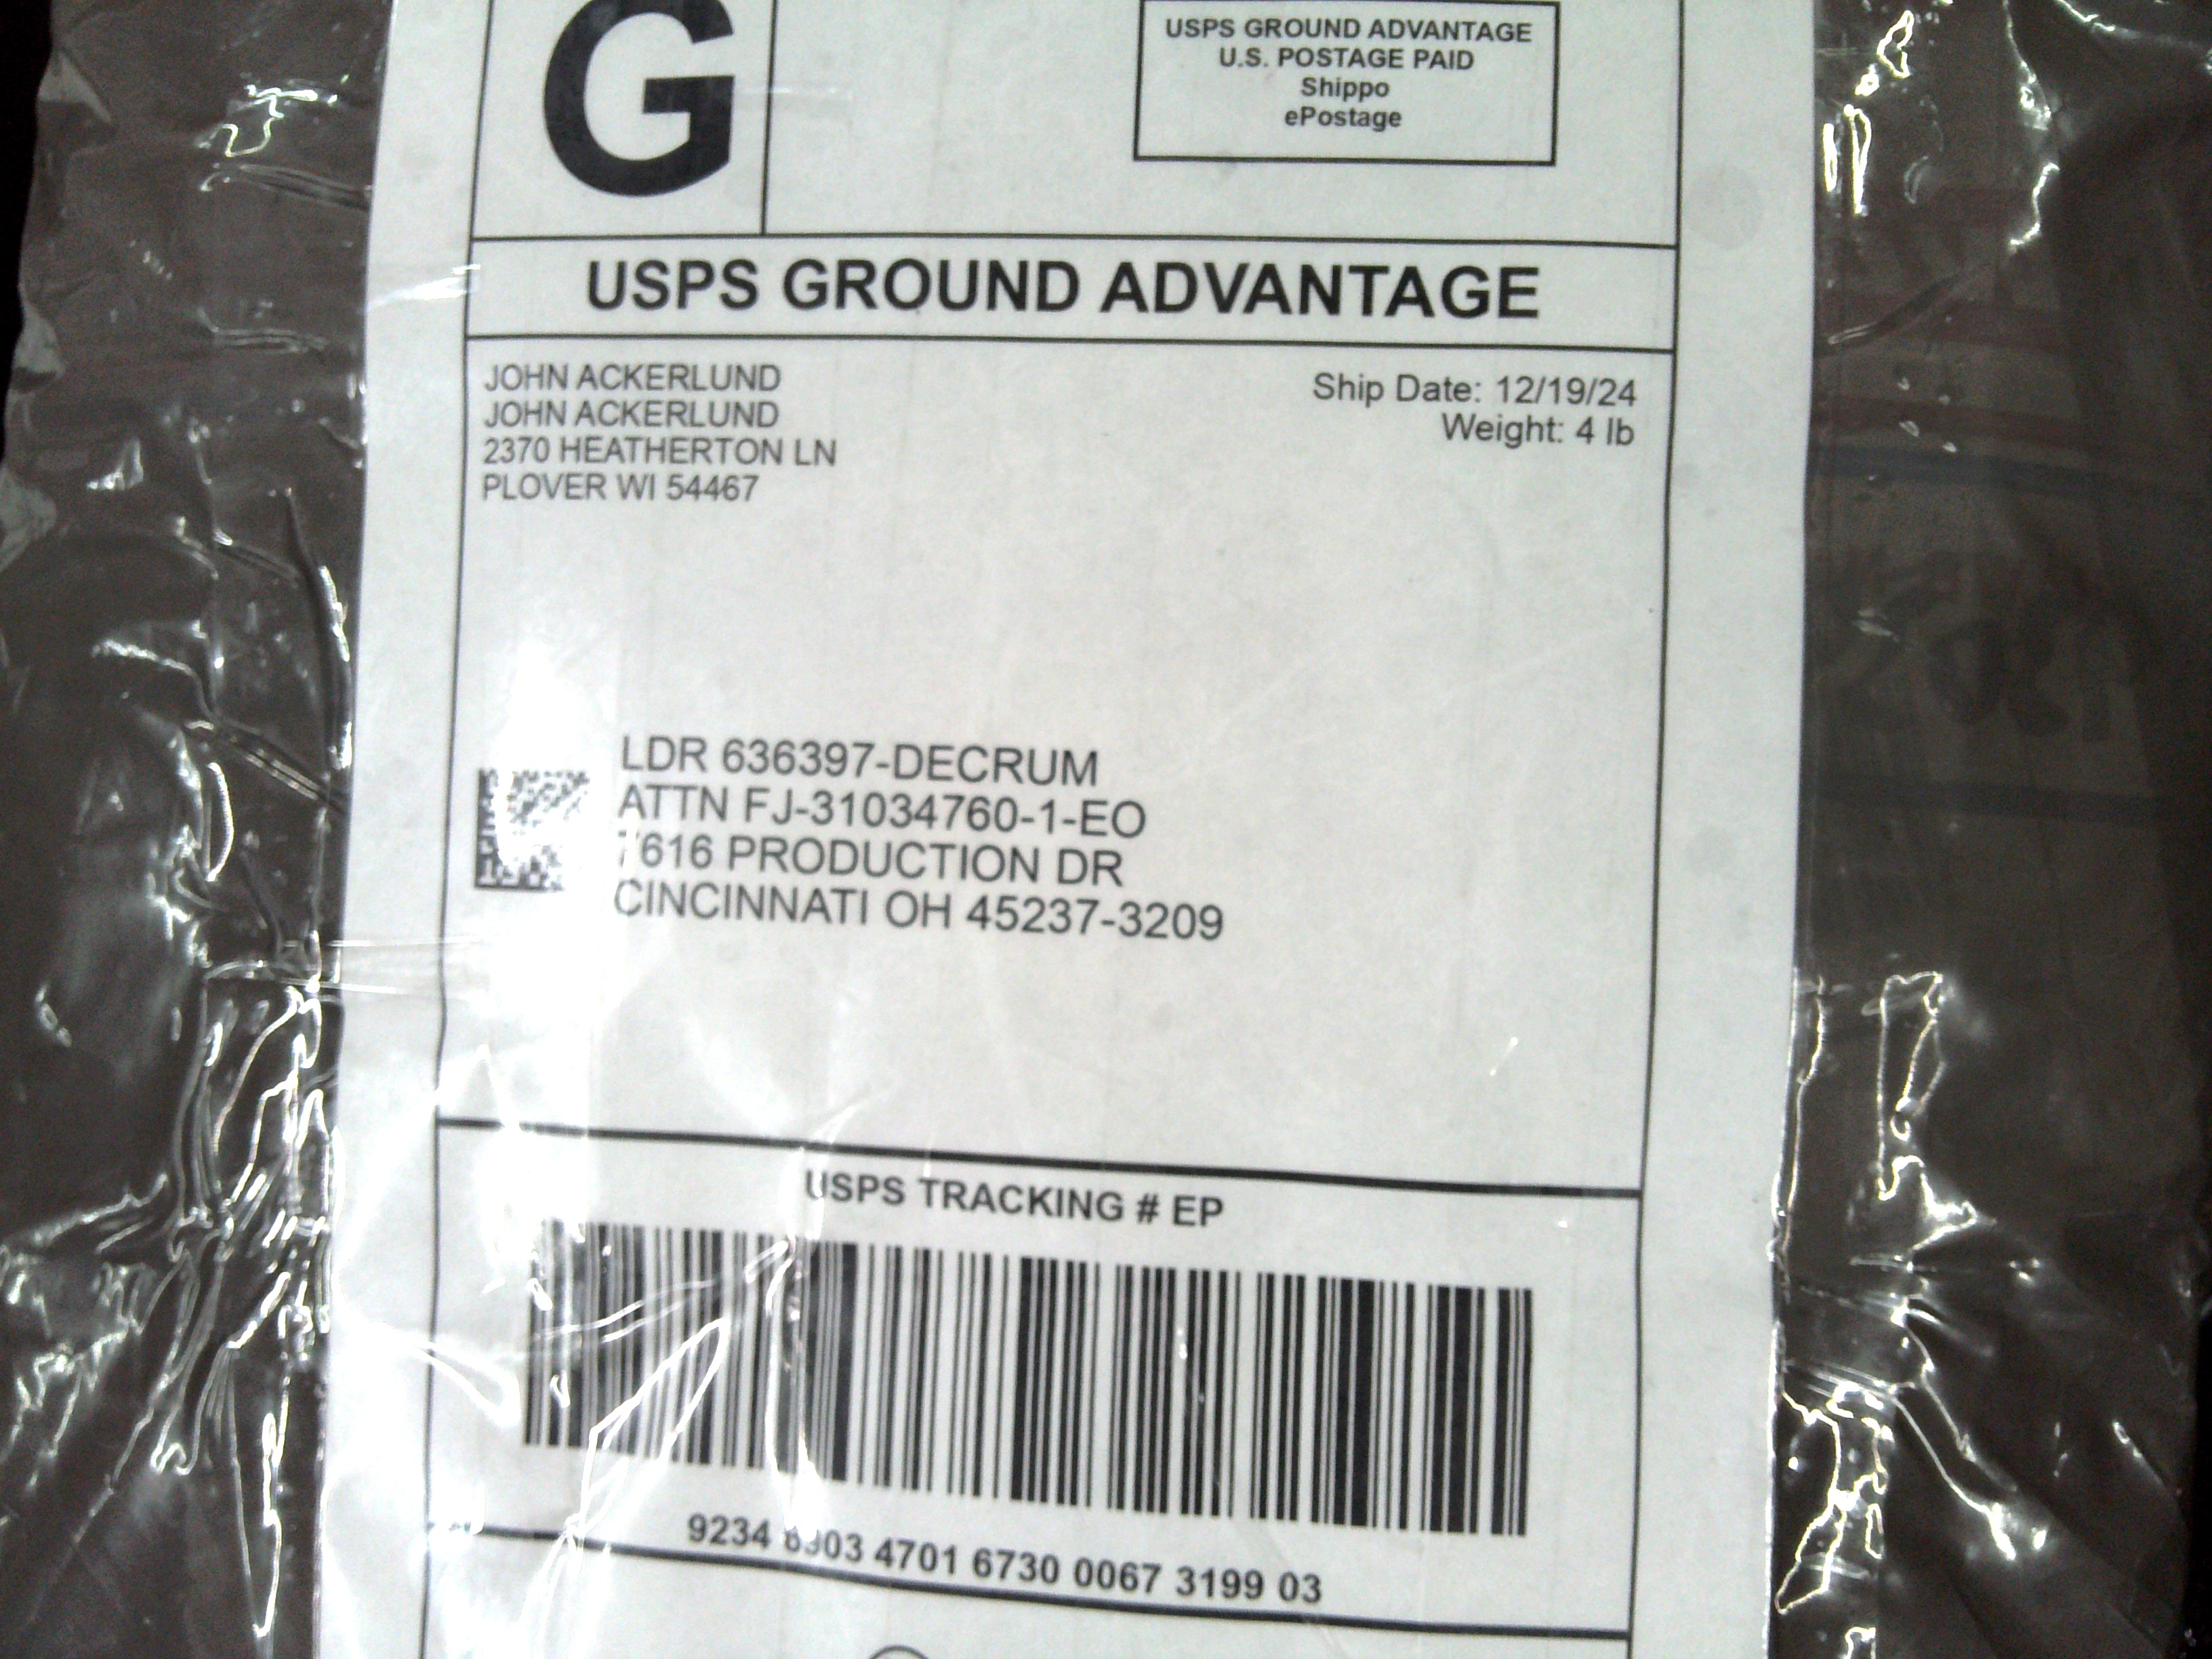 G
USPS GROUND ADVANTAGE
U.S. POSTAGE PAID
Shippo
ePostage
USPS GROUND ADVANTAGE
JOHN ACKERLUND
JOHN ACKERLUND
2370 HEATHERTON LN
PLOVER WI 54467
Ship Date: 12/19/24
Weight: 4 lb
LDR 636397-DECRUM
ATTN FJ-31034760-1-EO
7616 PRODUCTION DR
CINCINNATI OH 45237-3209
USPS TRACKING # EP
9234 4701 6730 0067 3199 03